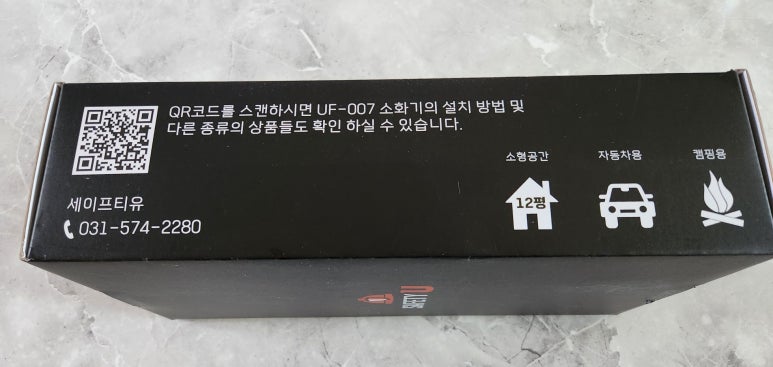 QR코드를 스캔하시면 UF-007 소화기의 설치 방법 및
다른 종류의 상품들도 확인 하실 수 있습니다.
소형공간
자동차용
캠핑용
12평
세이프티유
031-574-2280
SAFETY U